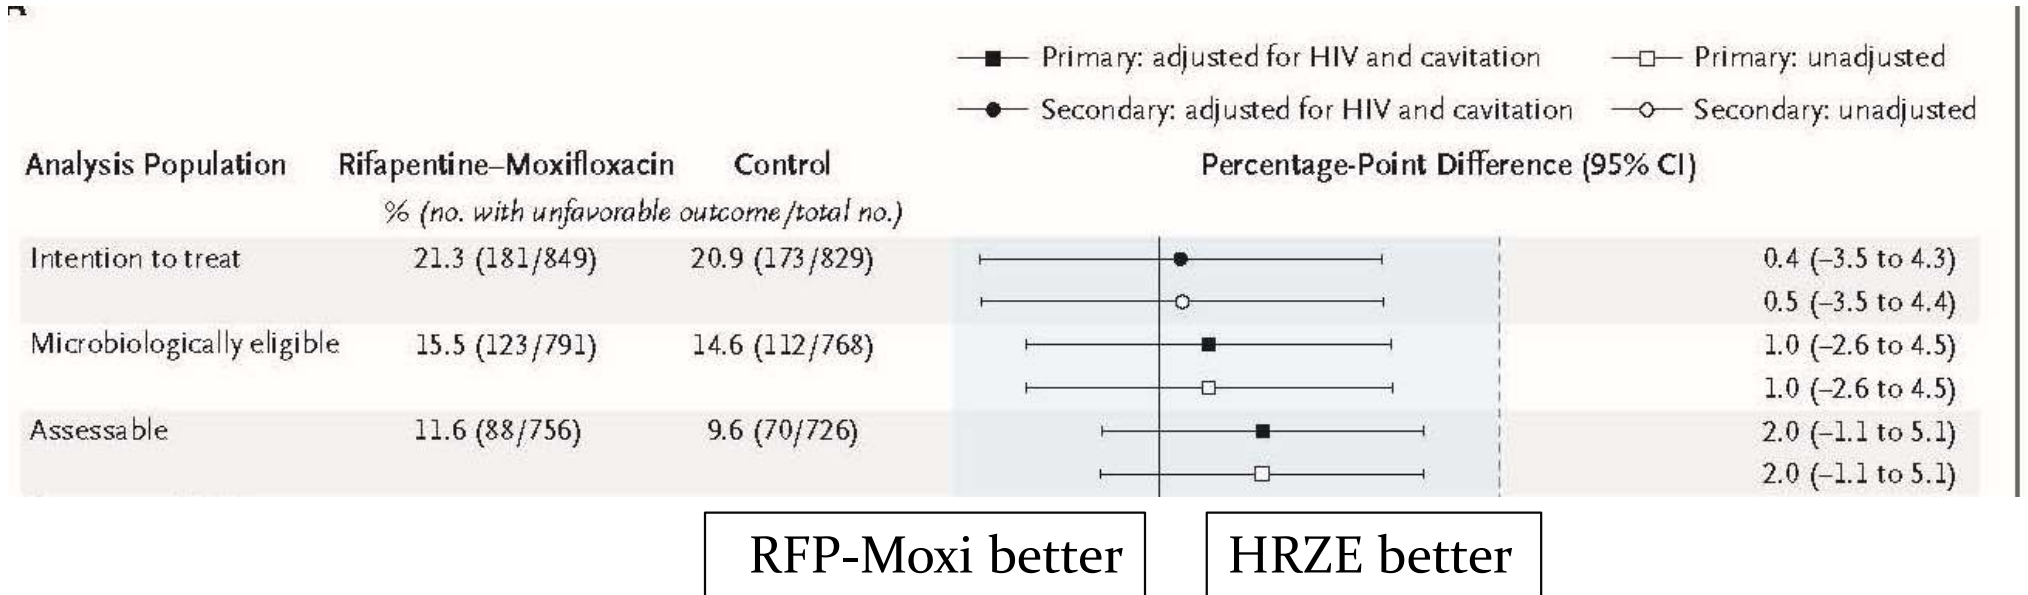 A
Primary: adjusted for HIV and cavitation Primary: unadjusted
Secondary: adjusted for HIV and cavitation Secondary: unadjusted
Analysis Population Rifapentine–Moxifloxacin Control Percentage-Point Difference (95% CI)
% (no. with unfavorable outcome/total no.)
Intention to treat 21.3 (181/849) 20.9 (173/829) 0.4 (–3.5 to 4.3)
0.5 (–3.5 to 4.4)
Microbiologically eligible 15.5 (123/791) 14.6 (112/768) 1.0 (–2.6 to 4.5)
1.0 (–2.6 to 4.5)
Assessable 11.6 (88/756) 9.6 (70/726) 2.0 (–1.1 to 5.1)
2.0 (–1.1 to 5.1)
RFP-Moxi better HRZE better